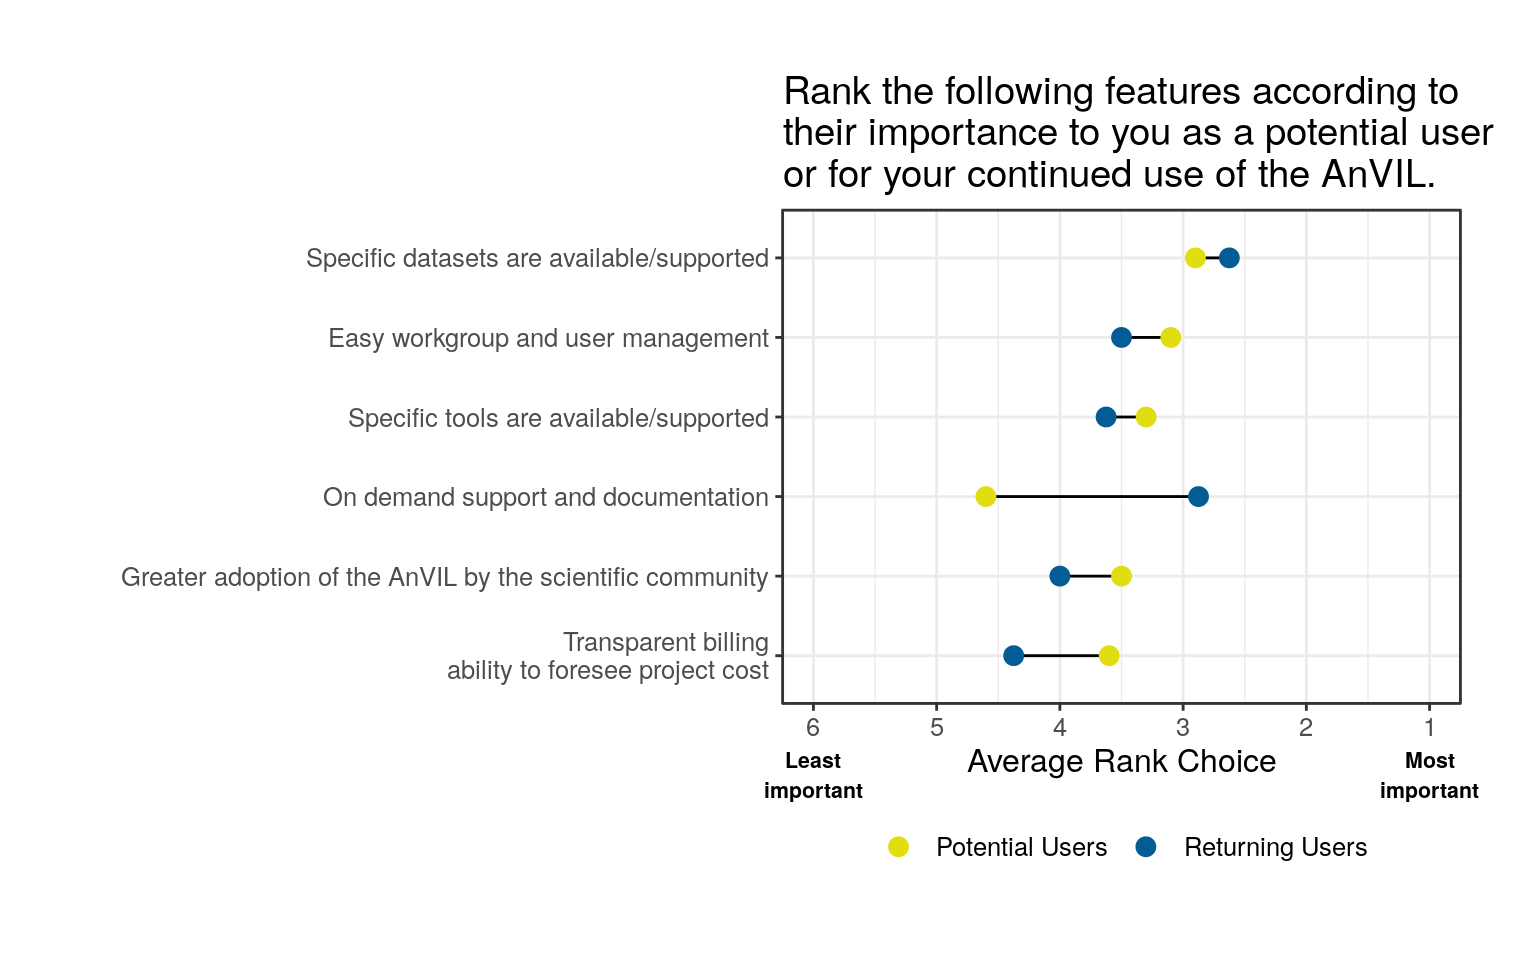 Rank the following features according to
their importance to you as a potential user
or for your continued use of the AnVIL.
Specific datasets are available/supported
Easy workgroup and user management
Specific tools are available/supported
On demand support and documentation
Greater adoption of the AnVIL by the scientific community
Transparent billing
ability to foresee project cost
6 5 4 3 2 1
Least
important
Average Rank Choice
Most
important
Potential Users
Returning Users